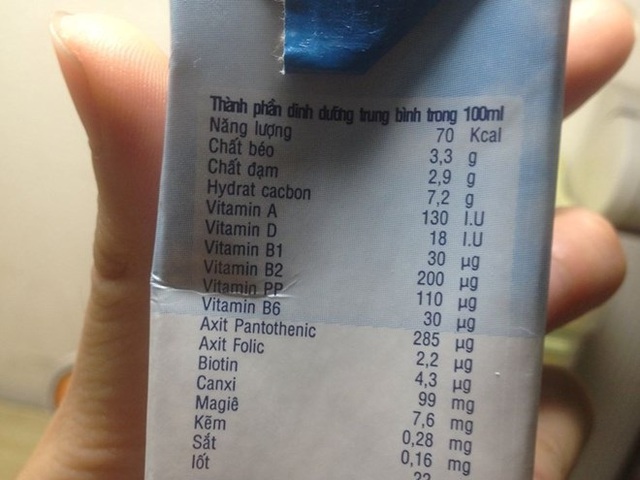 Thành phần dinh dưỡng trung bình trong 100ml
Năng lượng 70 Kcal
Chất béo 3,3 g
Chất đạm 2,9 g
Hydrat cacbon 7,2 g
Vitamin A 130 I.U
Vitamin D 18 I.U
Vitamin B1 30 µg
Vitamin B2 200 µg
Vitamin PP 110 µg
Vitamin B6 30 µg
Axit Pantothenic 285 µg
Axit Folic 2,2 µg
Biotin 4,3 µg
Canxi 99 mg
Magiê 7,6 mg
Kẽm 0,28 mg
Sắt 0,16 mg
Iốt